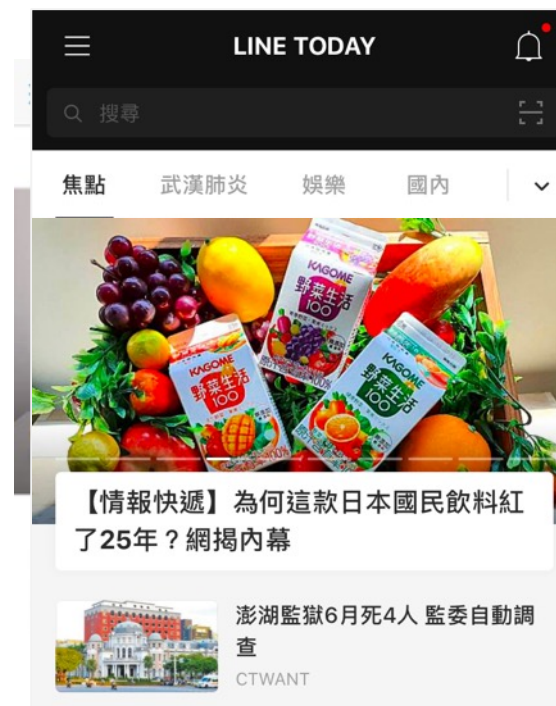 LINE TODAY
搜尋
焦點 武漢肺炎 娛樂 國內
KAGOME
野菜生活
100
KAGOME
野菜生活
100
KAGOME
野菜生活
100
【情報快遞】為何這款日本國民飲料紅
了25年？網揭內幕
澎湖監獄6月死4人 監委自動調
查
CTWANT